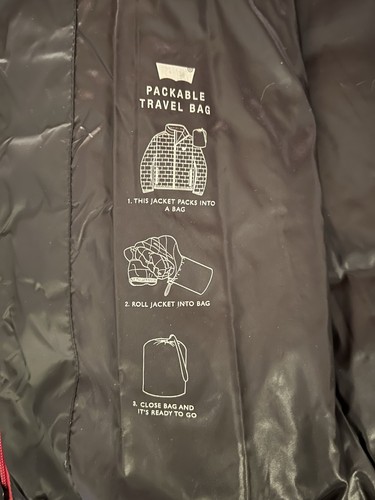 PACKABLE
TRAVEL BAG
1. THIS JACKET PACKS INTO
A BAG
2. ROLL JACKET INTO BAG
3. CLOSE BAG AND
IT'S READY TO GO